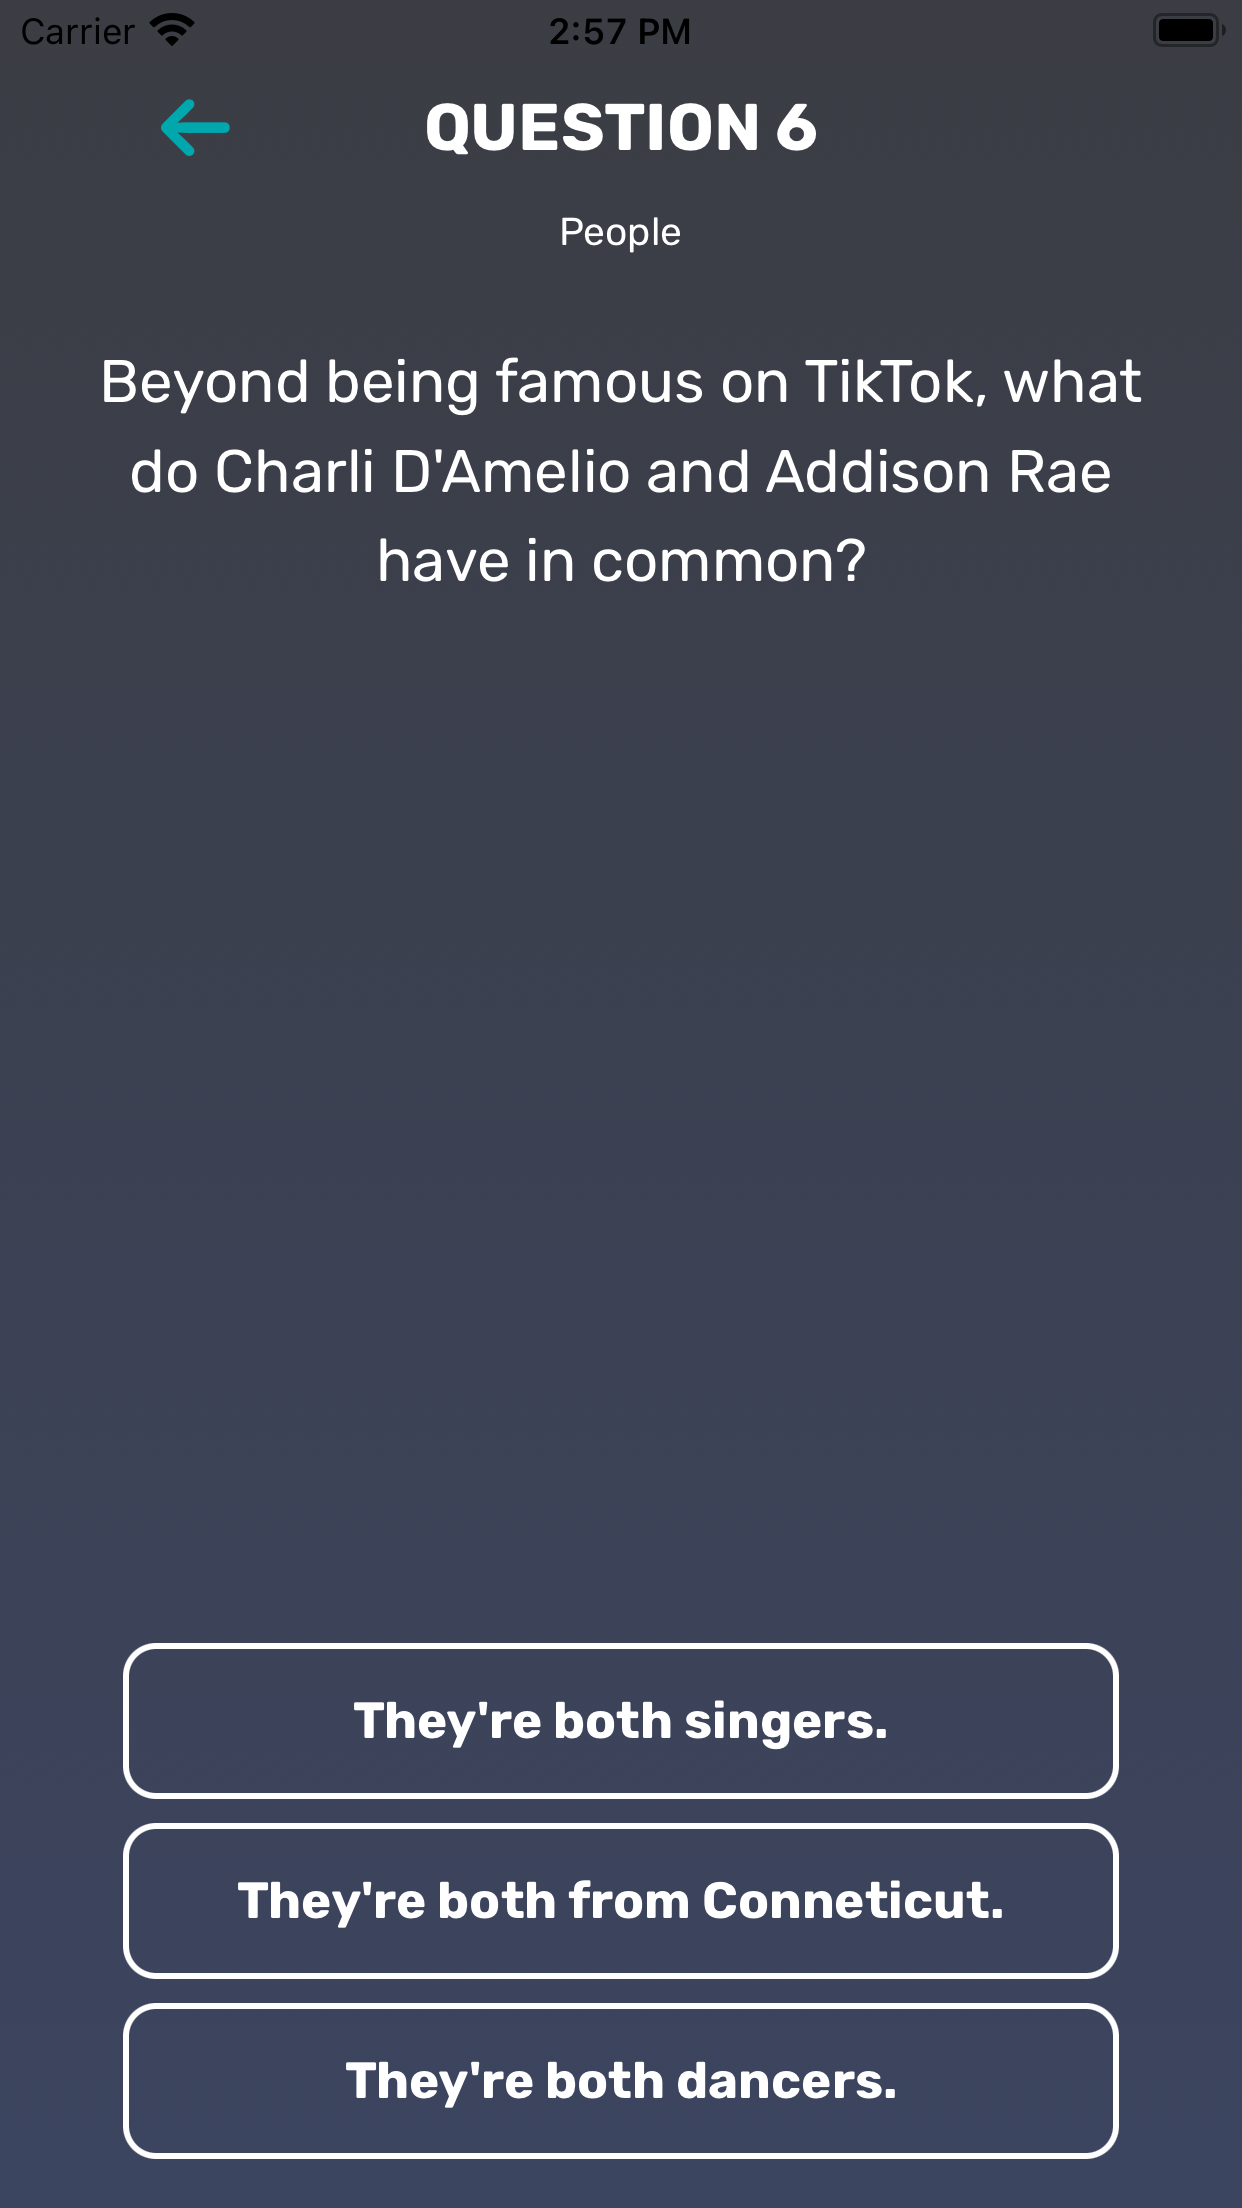 Carrier 2:57 PM
QUESTION 6
People
Beyond being famous on TikTok, what
do Charli D'Amelio and Addison Rae
have in common?
They're both singers.
They're both from Conneticut.
They're both dancers.